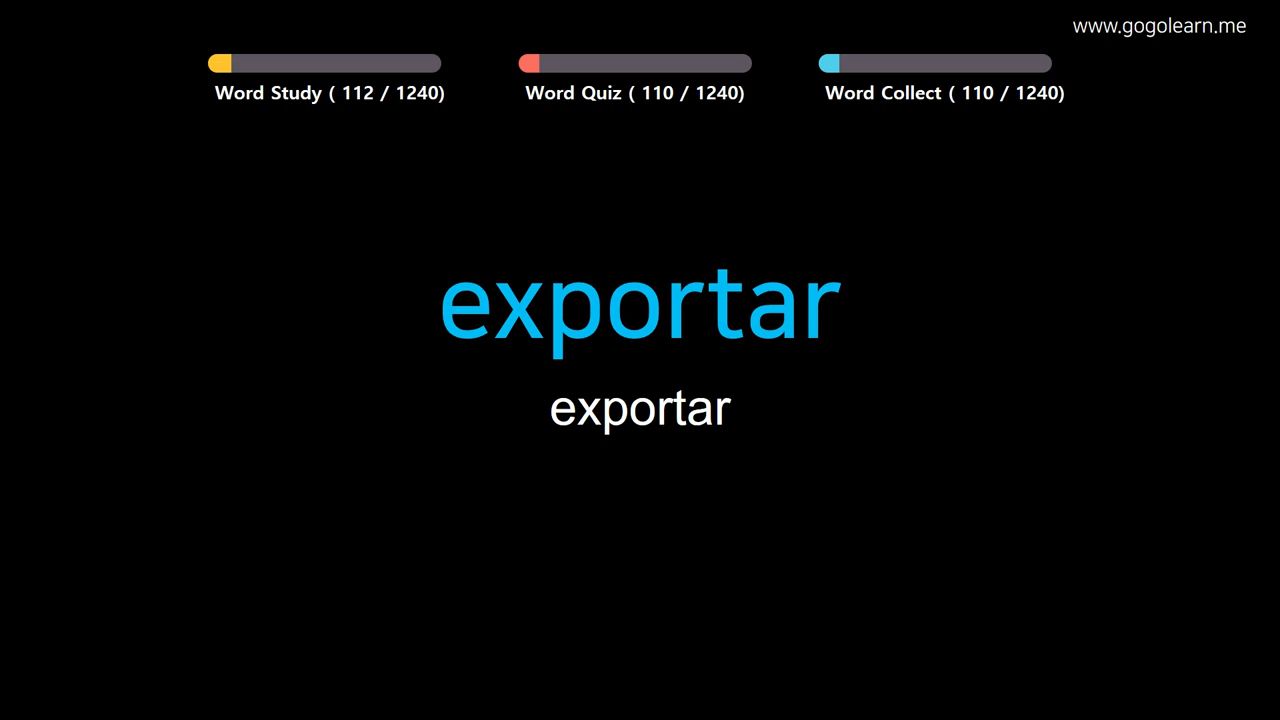 www.gogolearn.me
Word Study ( 112 / 1240)
Word Quiz ( 110 / 1240)
Word Collect ( 110 / 1240)
exportar
exportar